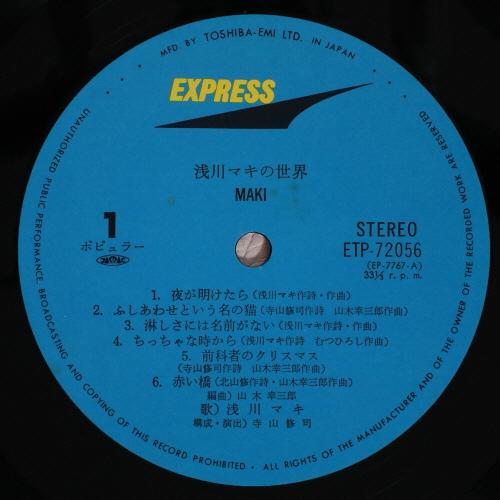 MFD. BY TOSHIBA-EMI LTD. IN JAPAN
EXPRESS
浅川マキの世界
MAKI
1
ポピュラー
STEREO
ETP-72056
(EP-7767-A)
33⅓ r. p. m.
1. 夜が明けたら(浅川マキ作詩・作曲)
2. ふしあわせという名の猫(寺山修司作詩 山木幸三郎作曲)
3. 淋しさには名前がない(浅川マキ作詩・作曲)
4. ちっちゃな時から(浅川マキ作詩 むつひろし作曲)
5. 前科者のクリスマス
(寺山修司作詩 山木幸三郎作曲)
6. 赤い橋(北山修作詩・山木幸三郎作曲)
編曲) 山木幸三郎
歌) 浅川マキ
構成・演出) 寺山修司
UNAUTHORIZED PUBLIC PERFORMANCE, BROADCASTING AND COPYING OF THIS RECORD PROHIBITED • ALL RIGHTS OF THE MANUFACTURER AND OF THE OWNER OF THE RECORDED WORK ARE RESERVED